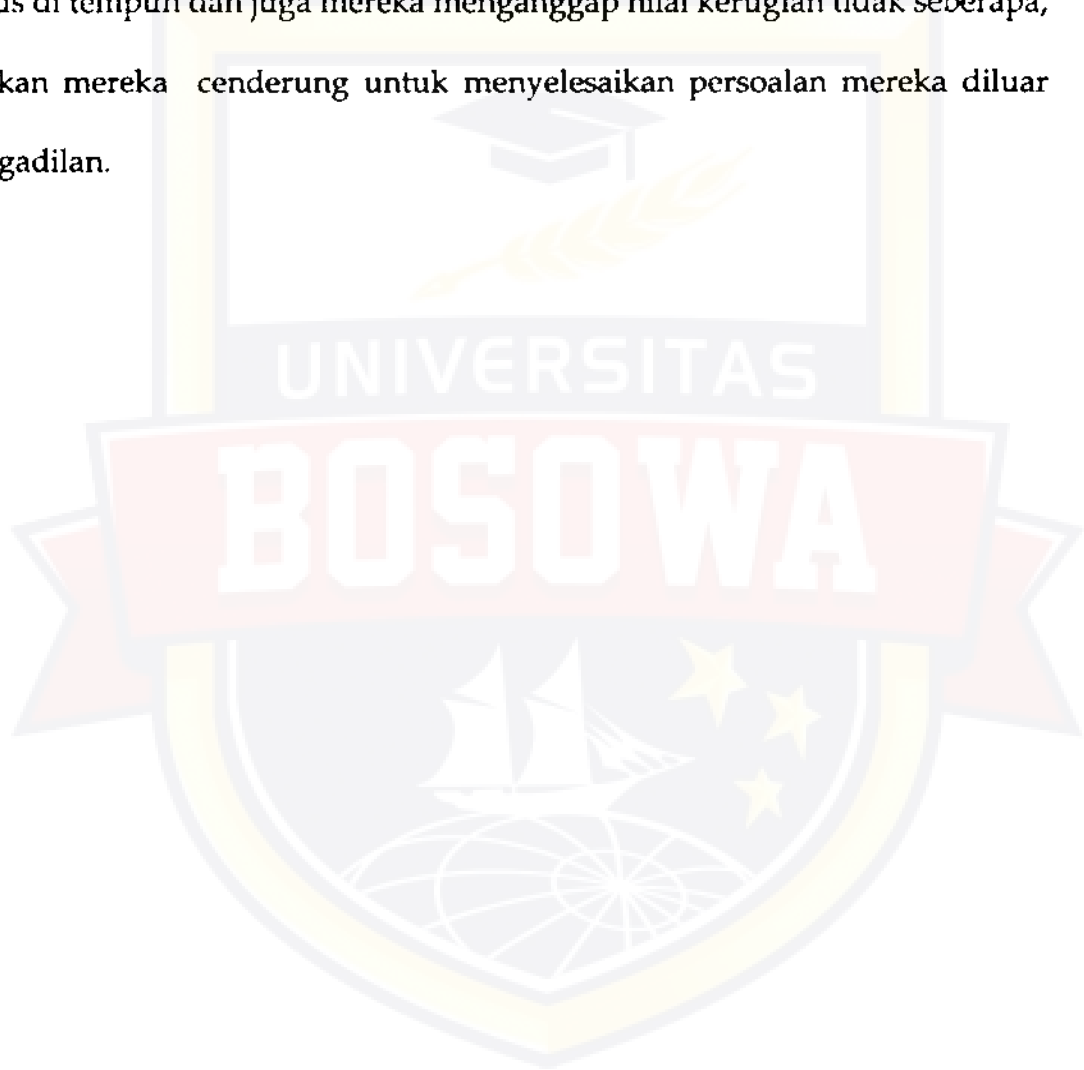 us di tempuh dan juga mereka menganggap nilai kerugian tidak seberapa,
kan mereka cenderung untuk menyelesaikan persoalan mereka diluar
gadilan.
UNIVERSITAS
BOSOWA